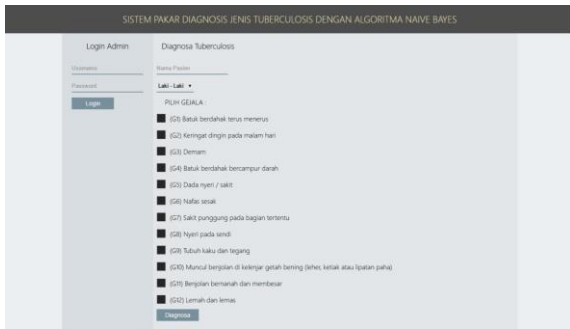 SISTEM PAKAR DIAGNOSIS JENIS TUBERCULOSIS DENGAN ALGORITMA NAIVE BAYES
Login Admin
Username
Password
Login
Diagnosa Tuberculosis
Nama Pasien
Laki - Laki
PILIH GEJALA :
(G1) Batuk berdahak terus menerus
(G2) Keringat dingin pada malam hari
(G3) Demam
(G4) Batuk berdahak bercampur darah
(G5) Dada nyeri / sakit
(G6) Nafas sesak
(G7) Sakit punggung pada bagian tertentu
(G8) Nyeri pada sendi
(G9) Tubuh kaku dan tegang
(G10) Muncul benjolan di kelenjar getah bening (leher, ketiak atau lipatan paha)
(G11) Benjolan bernanah dan membesar
(G12) Lemah dan lemas
Diagnosa